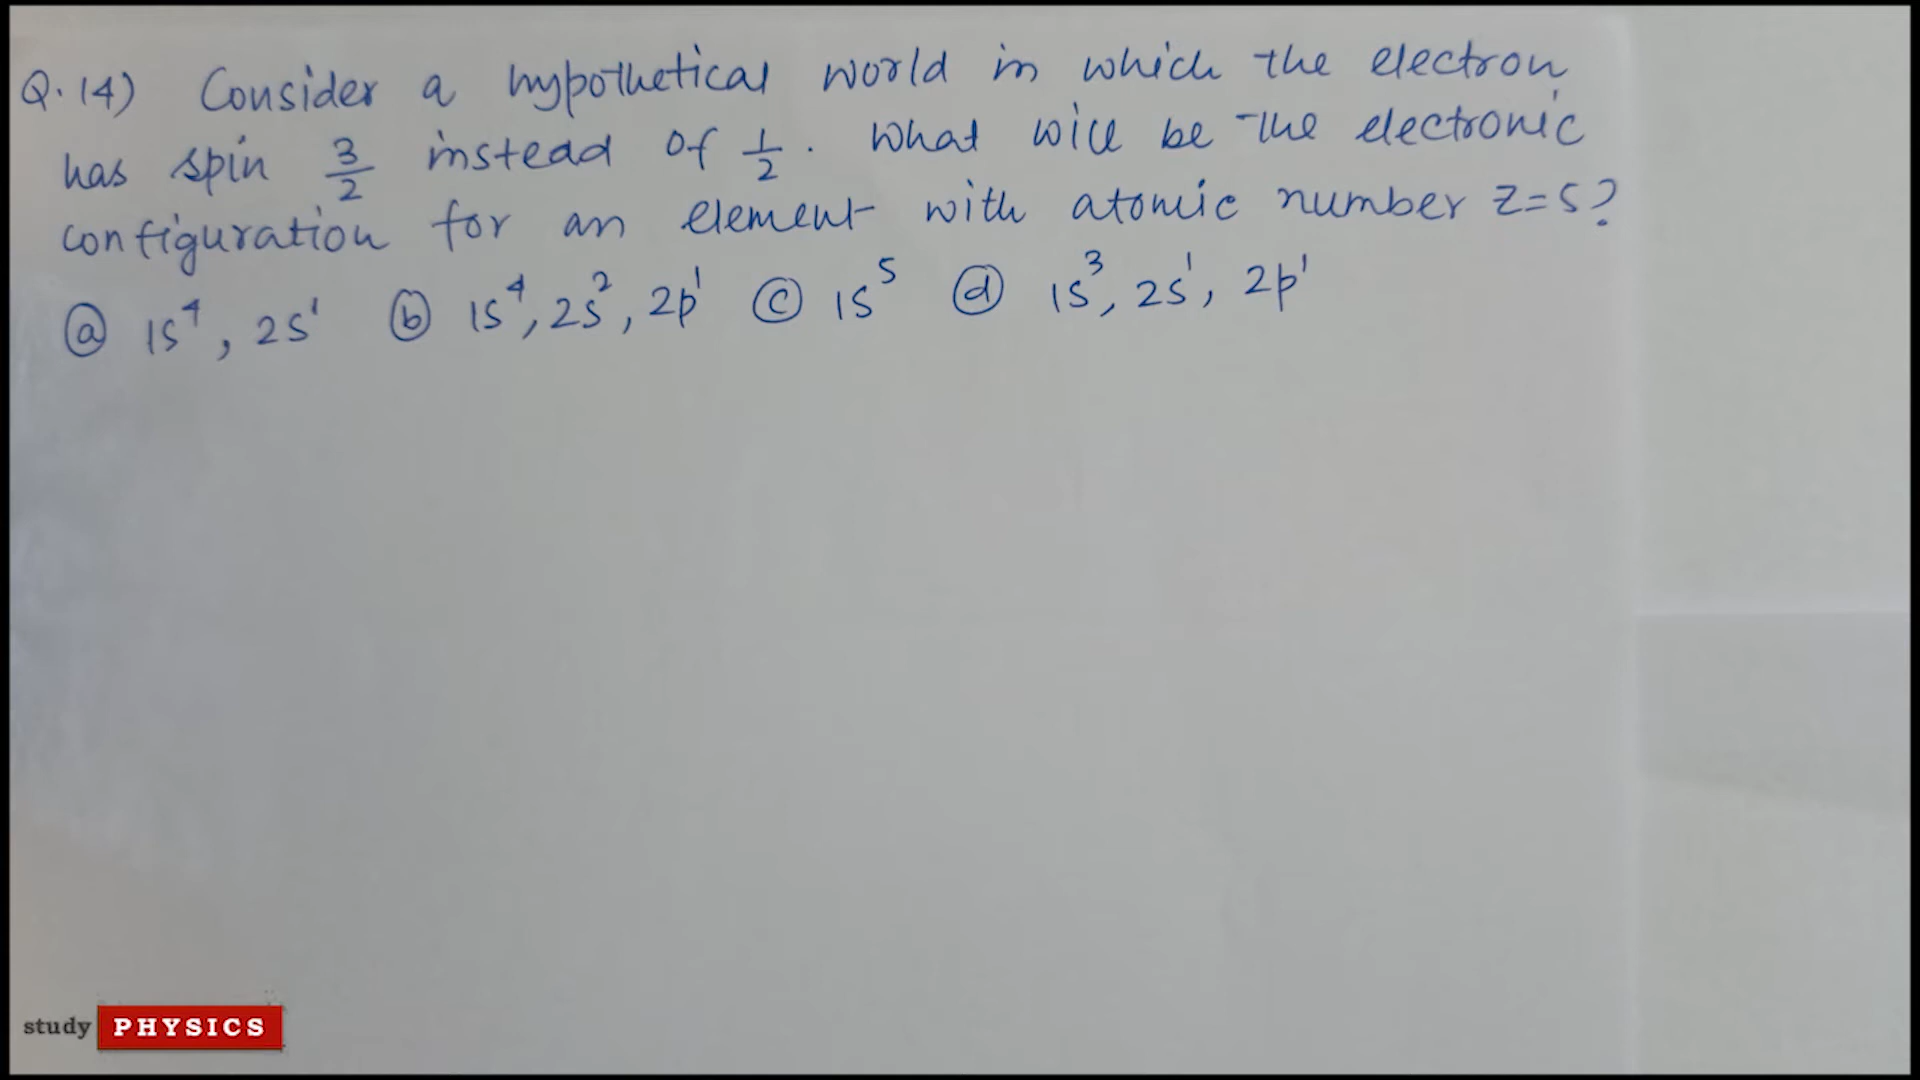 Q.14) Consider a hypothetical world in which the electron
has spin 3/2 instead of 1/2. What will be the electronic
configuration for an element with atomic number Z=5?
ⓐ 1s⁴, 2s¹ ⓑ 1s⁴, 2s², 2p¹ ⓒ 1s⁵ ⓓ 1s³, 2s¹, 2p¹
study PHYSICS